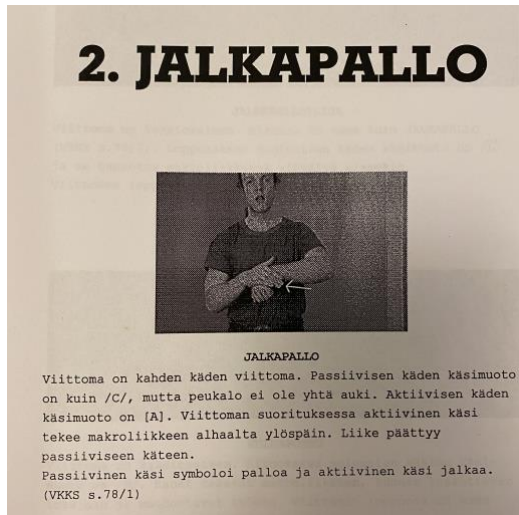 2. JALKAPALLO
JALKAPALLO
Viittoma on kahden käden viittoma. Passiivisen käden käsimuoto
on kuin /C/, mutta peukalo ei ole yhtä auki. Aktiivisen käden
käsimuoto on [A]. Viittoman suorituksessa aktiivinen käsi
tekee makroliikkeen alhaalta ylöspäin. Liike päättyy
passiiviseen käteen.
Passiivinen käsi symboloi palloa ja aktiivinen käsi jalkaa.
(VKKS s.78/1)